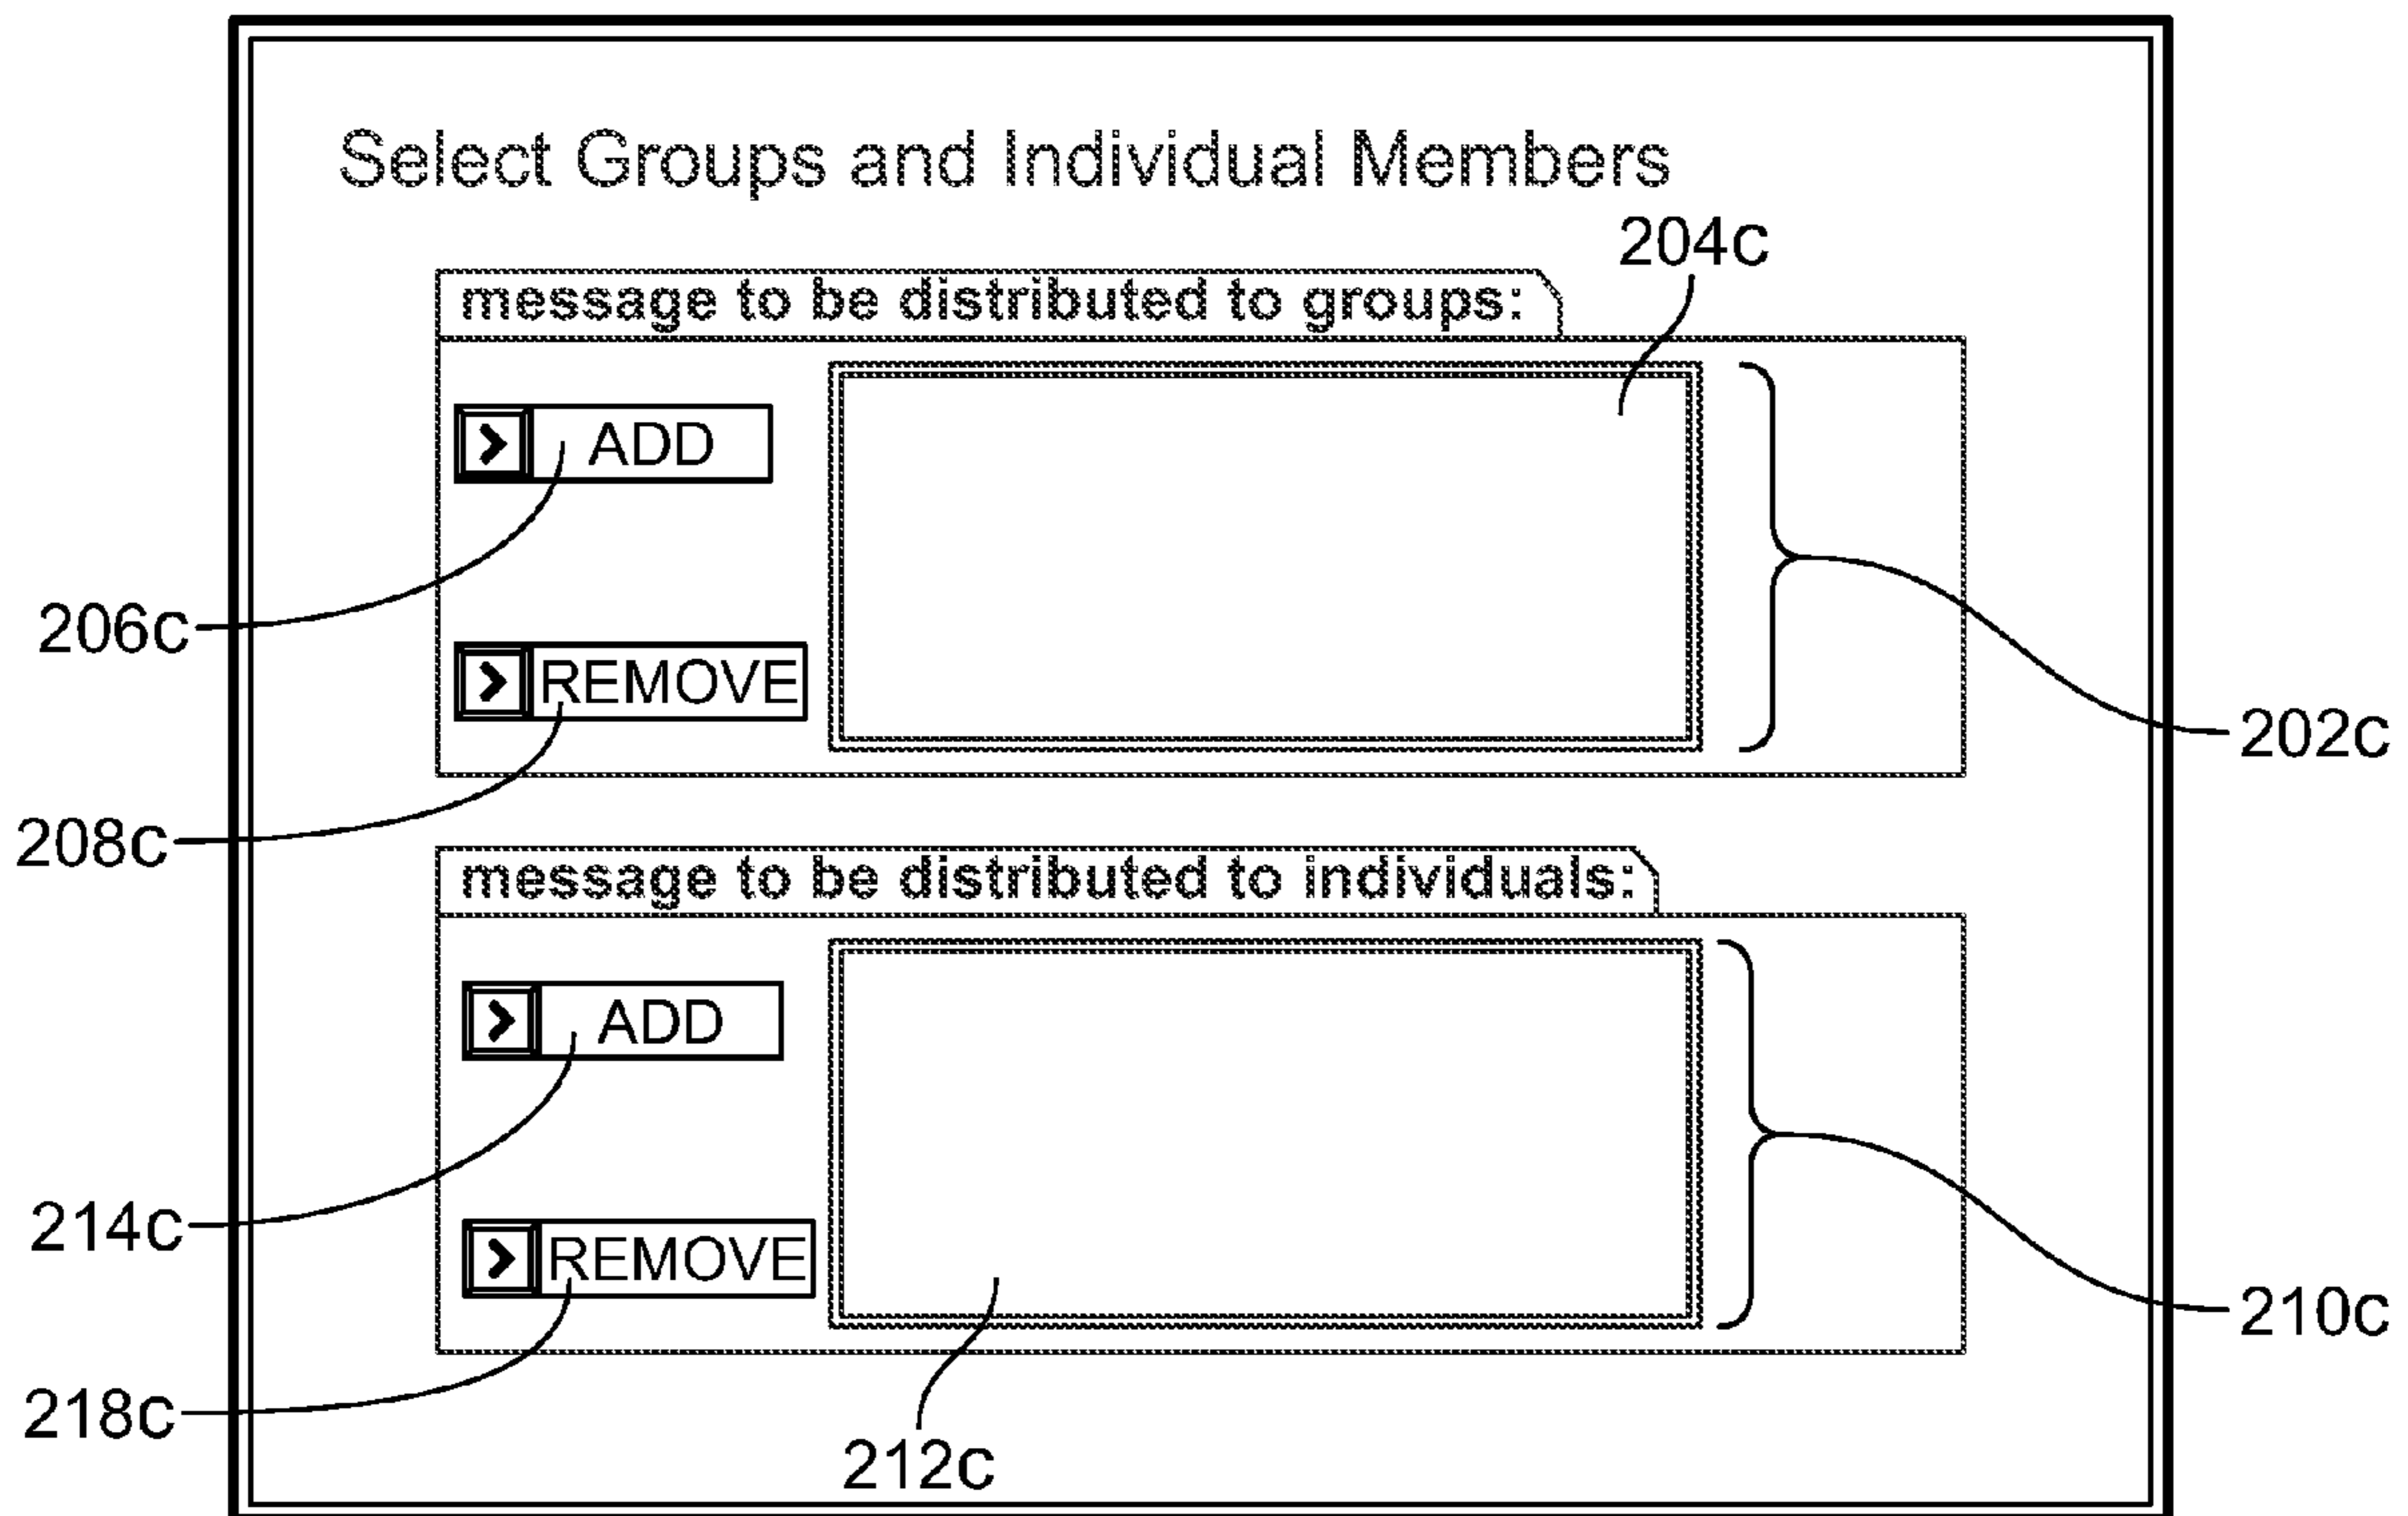 Select Groups and Individual Members
204c
message to be distributed to groups:
ADD
206c
REMOVE
202c
208c
message to be distributed to individuals:
ADD
214c
REMOVE
210c
218c
212c